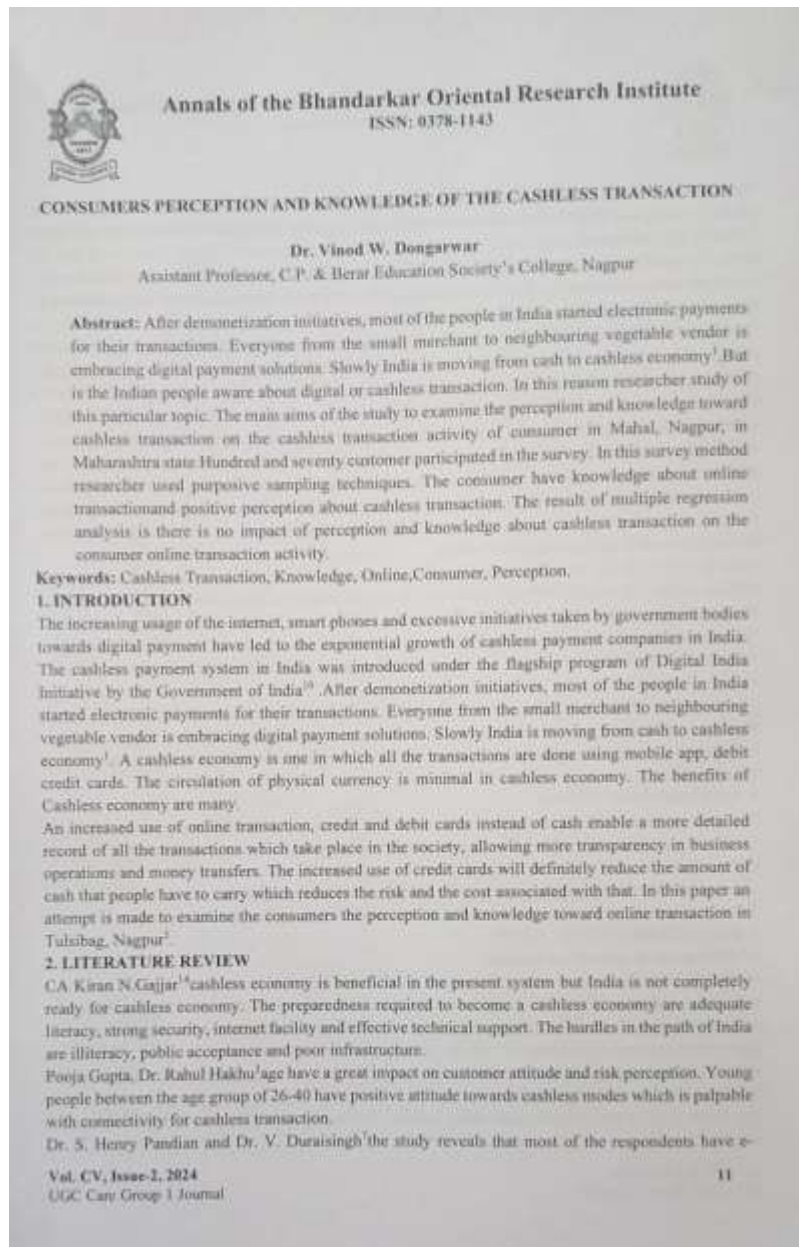 Annals of the Bhandarkar Oriental Research Institute
ISSN: 0378-1143
CONSUMERS PERCEPTION AND KNOWLEDGE OF THE CASHLESS TRANSACTION
Dr. Vinod W. Dongarwar
Assistant Professor, C.P. & Berar Education Society's College, Nagpur
Abstract: After demonetization initiatives, most of the people in India started electronic payments
for their transactions. Everyone from the small merchant to neighbouring vegetable vendor is
embracing digital payment solutions. Slowly India is moving from cash to cashless economy¹.But
is the Indian people aware about digital or cashless transaction. In this reason researcher study of
this particular topic. The main aims of the study to examine the perception and knowledge toward
cashless transaction on the cashless transaction activity of consumer in Mahal, Nagpur, in
Maharashtra state Hundred and seventy customer participated in the survey. In this survey method
researcher used purposive sampling techniques. The consumer have knowledge about online
transactionand positive perception about cashless transaction. The result of multiple regression
analysis is there is no impact of perception and knowledge about cashless transaction on the
consumer online transaction activity.
Keywords: Cashless Transaction, Knowledge, Online,Consumer, Perception.
1. INTRODUCTION
The increasing usage of the internet, smart phones and excessive initiatives taken by government bodies
towards digital payment have led to the exponential growth of cashless payment companies in India.
The cashless payment system in India was introduced under the flagship program of Digital India
Initiative by the Government of India .After demonetization initiatives, most of the people in India
started electronic payments for their transactions. Everyone from the small merchant to neighbouring
vegetable vendor is embracing digital payment solutions. Slowly India is moving from cash to cashless
economy¹. A cashless economy is one in which all the transactions are done using mobile app, debit
credit cards. The circulation of physical currency is minimal in cashless economy. The benefits of
Cashless economy are many.
An increased use of online transaction, credit and debit cards instead of cash enable a more detailed
record of all the transactions which take place in the society, allowing more transparency in business
operations and money transfers. The increased use of credit cards will definitely reduce the amount of
cash that people have to carry which reduces the risk and the cost associated with that. In this paper an
attempt is made to examine the consumers the perception and knowledge toward online transaction in
Tulsibag, Nagpur
2. LITERATURE REVIEW
CA Kiran N.Gajjar cashless economy is beneficial in the present system but India is not completely
ready for cashless economy. The preparedness required to become a cashless economy are adequate
literacy, strong security, internet facility and effective technical support. The hurdles in the path of India
are illiteracy, public acceptance and poor infrastructure.
Pooja Gupta, Dr. Rahul Hakhu age have a great impact on customer attitude and risk perception. Young
people between the age group of 26-40 have positive attitude towards cashless modes which is palpable
with connectivity for cashless transaction.
Dr. S. Henry Pandian and Dr. V. Duraisingh the study reveals that most of the respondents have e-
Vol. CV, Issue-2, 2024
11
UGC Care Group 1 Journal